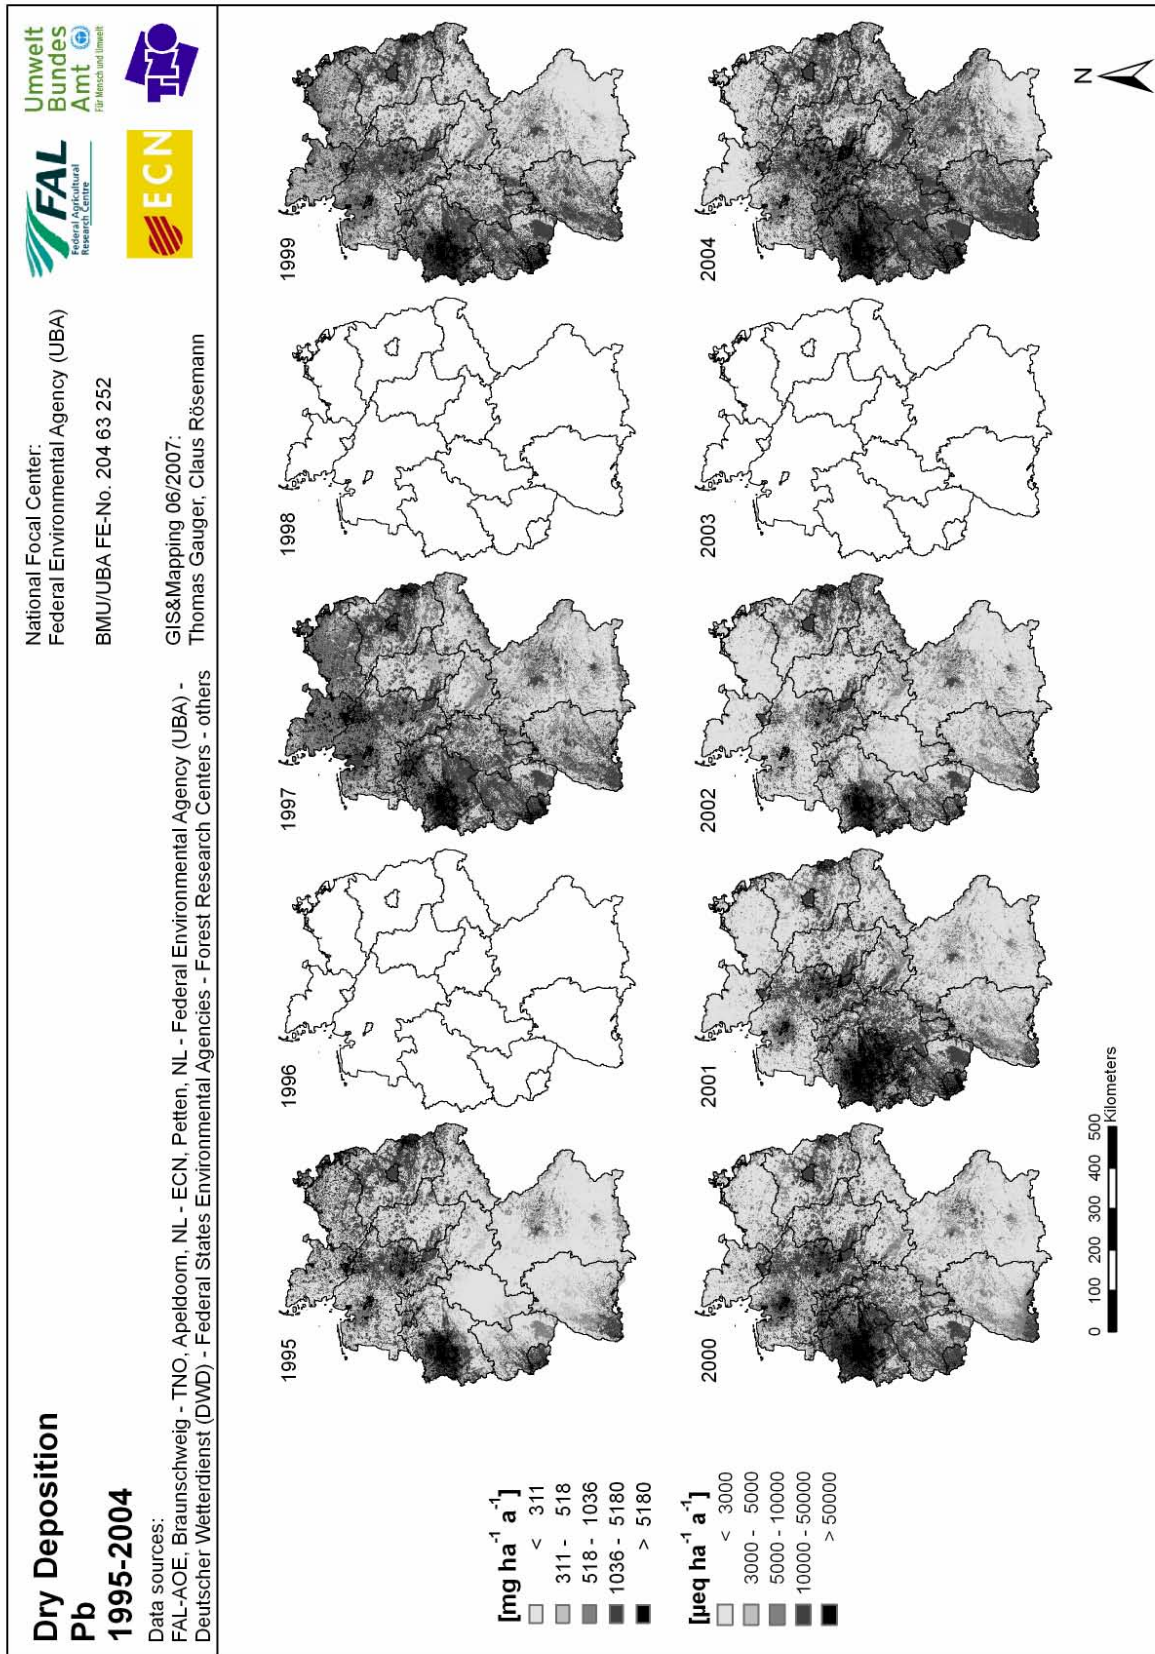 Dry Deposition
Pb
1995-2004
Data sources:
FAL-AOE, Braunschweig - TNO, Apeldoorn, NL - ECN, Petten, NL - Federal Environmental Agency (UBA) -
Deutscher Wetterdienst (DWD) - Federal States Environmental Agencies - Forest Research Centers - others
National Focal Center:
Federal Environmental Agency (UBA)
BMU/UBA FE-No. 204 63 252
GIS&Mapping 06/2007:
Thomas Gauger, Claus Rösemann
FAL
Federal Agricultural
Research Centre
Umwelt
Bundes
Amt
Für Mensch und Umwelt
ECN
TNO
[mg ha⁻¹ a⁻¹]
< 311
311 - 518
518 - 1036
1036 - 5180
> 5180
[µeq ha⁻¹ a⁻¹]
< 3000
3000 - 5000
5000 - 10000
10000 - 50000
> 50000
1995
1996
1997
1998
1999
2000
2001
2002
2003
2004
0 100 200 300 400 500
Kilometers
N